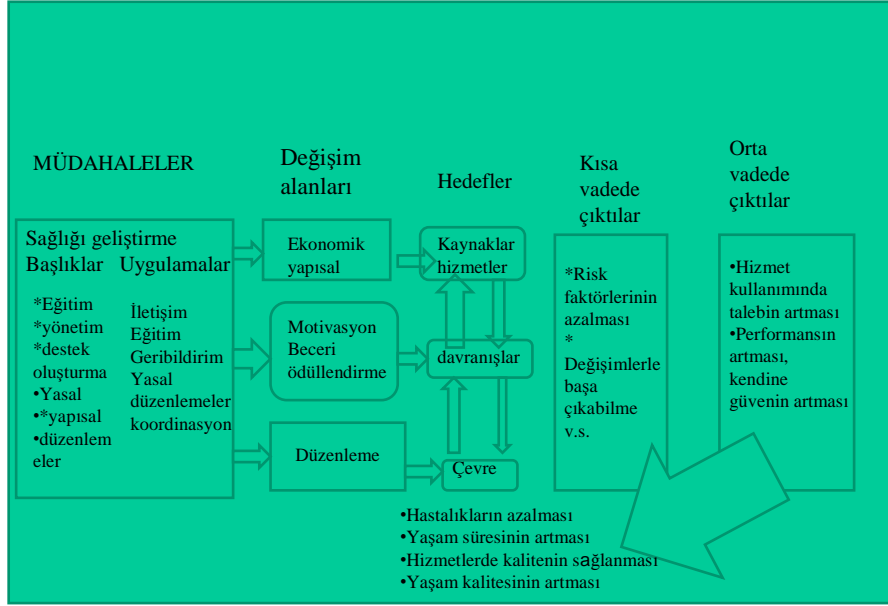 MÜDAHALELER
Sağlığı geliştirme
Başlıklar Uygulamalar
*Eğitim
*yönetim
*destek
oluşturma
•Yasal
•*yapısal
•düzenlem
eler
İletişim
Eğitim
Geribildirim
Yasal
düzenlemeler
koordinasyon
Değişim
alanları
Ekonomik
yapısal
Motivasyon
Beceri
ödüllendirme
Düzenleme
Hedefler
Kaynaklar
hizmetler
davranışlar
Çevre
Kısa
vadede
çıktılar
*Risk
faktörlerinin
azalması
*
Değişimlerle
başa
çıkabilme
v.s.
Orta
vadede
çıktılar
•Hizmet
kullanımında
talebin artması
•Performansın
artması,
kendine
güvenin artması
•Hastalıkların azalması
•Yaşam süresinin artması
•Hizmetlerde kalitenin sağlanması
•Yaşam kalitesinin artması